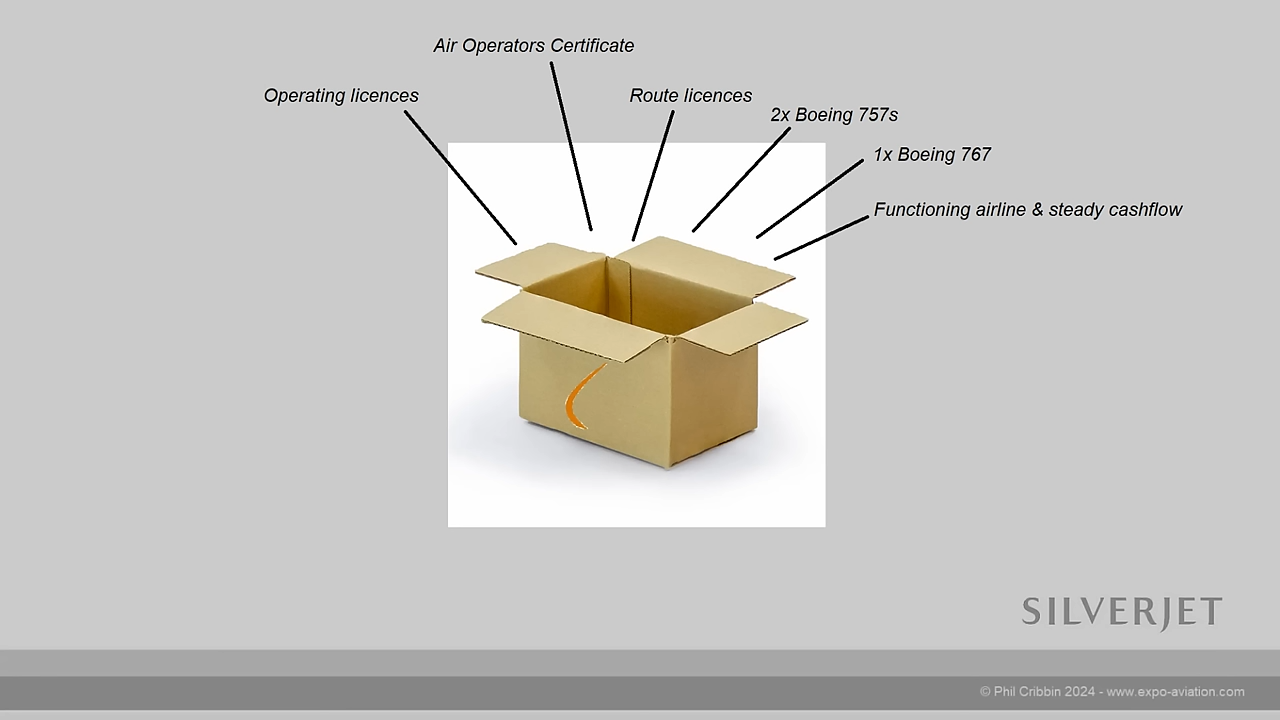 Air Operators Certificate
Operating licences
Route licences
2x Boeing 757s
1x Boeing 767
Functioning airline & steady cashflow
SILVERJET
© Phil Cribbin 2024 - www.expo-aviation.com